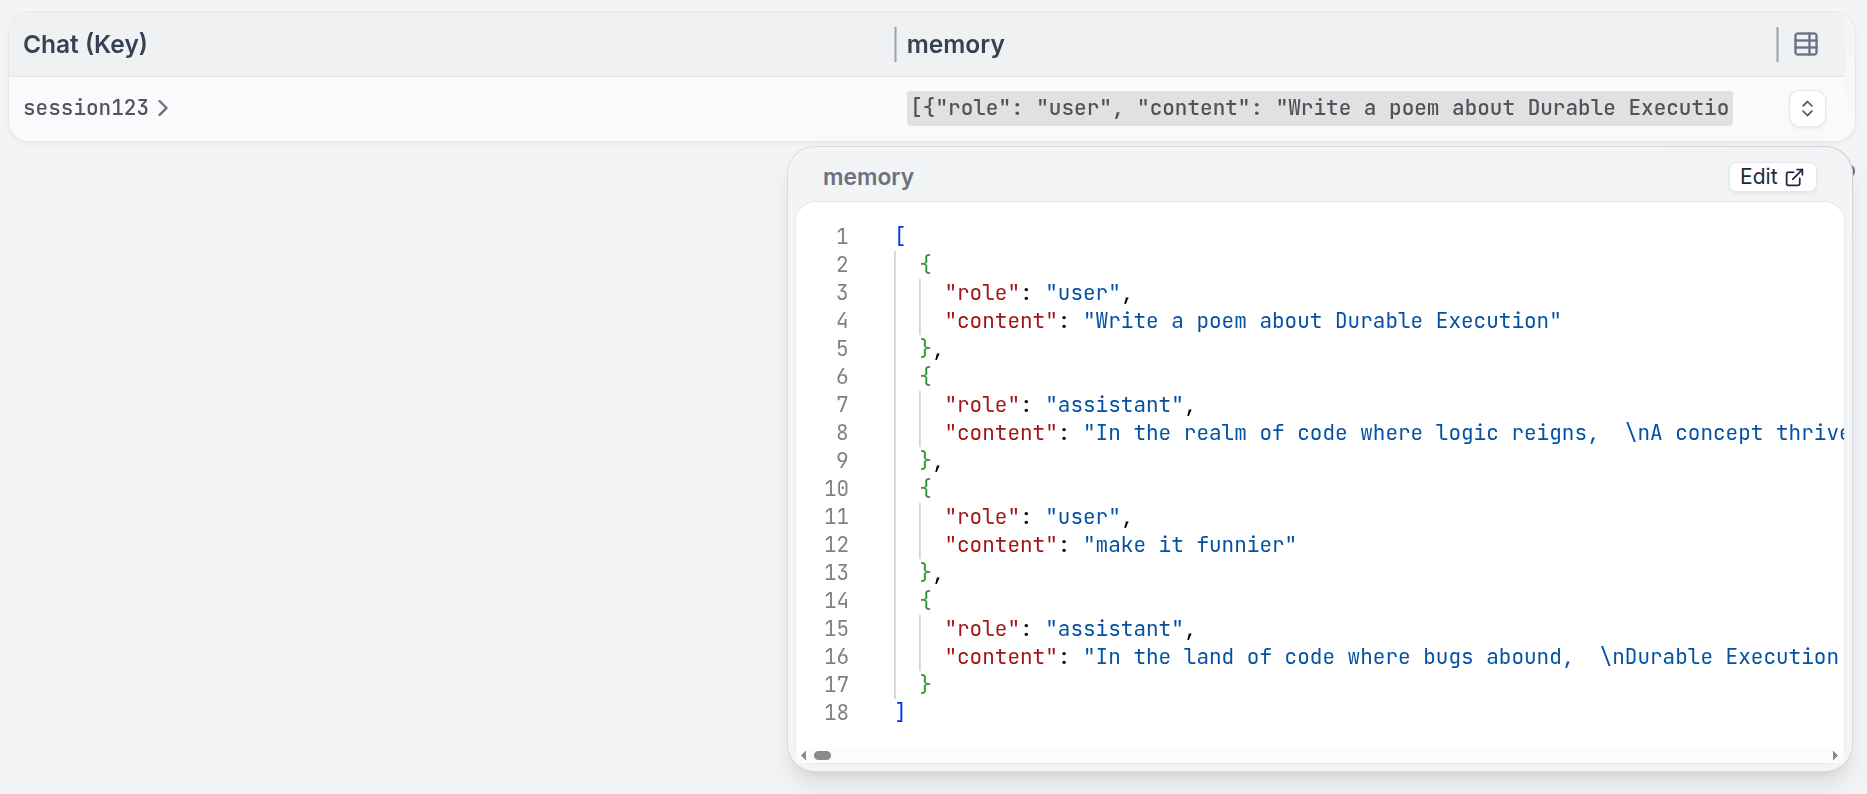 Chat (Key) memory
session123 [{"role": "user", "content": "Write a poem about Durable Executio
memory Edit
1 [
2 {
3 "role": "user",
4 "content": "Write a poem about Durable Execution"
5 },
6 {
7 "role": "assistant",
8 "content": "In the realm of code where logic reigns,  \nA concept thrive
9 },
10 {
11 "role": "user",
12 "content": "make it funnier"
13 },
14 {
15 "role": "assistant",
16 "content": "In the land of code where bugs abound,  \nDurable Execution
17 }
18 ]